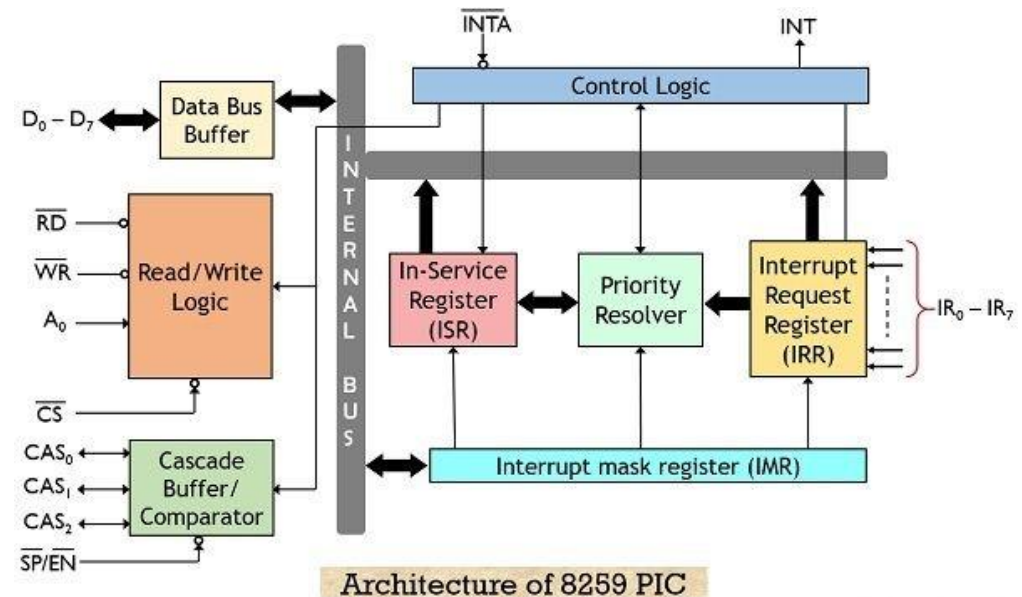 INTA
INT
Control Logic
D₀ – D₇
Data Bus
Buffer
INTERNAL BUS
RD
WR
A₀
CS
Read/Write
Logic
In-Service
Register
(ISR)
Priority
Resolver
Interrupt
Request
Register
(IRR)
IR₀ – IR₇
CAS₀
CAS₁
CAS₂
SP/EN
Cascade
Buffer/
Comparator
Interrupt mask register (IMR)
Architecture of 8259 PIC